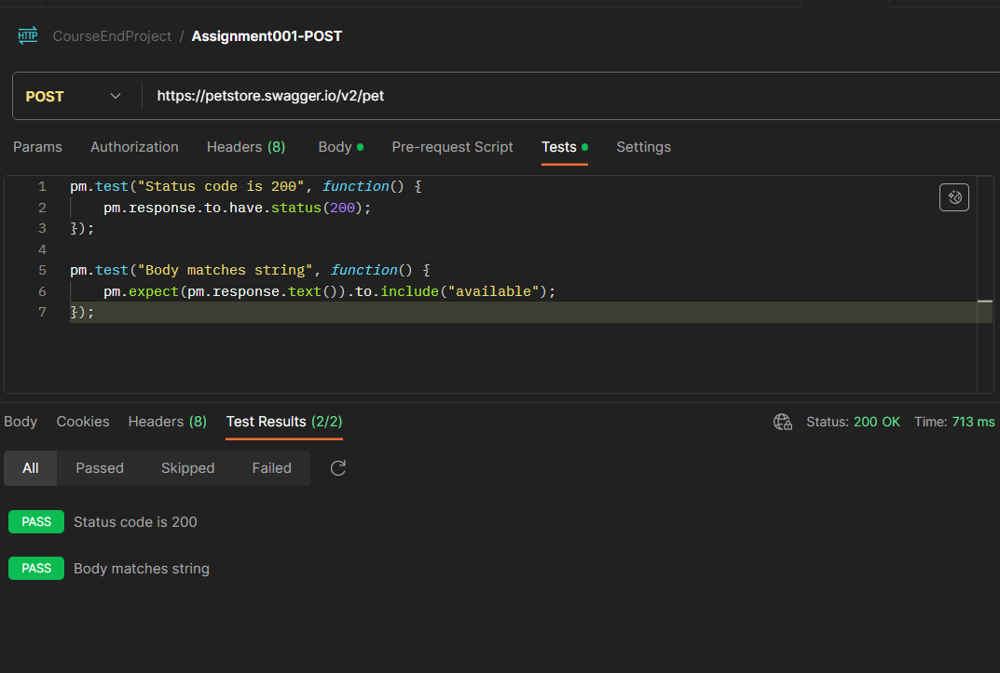 HTTP CourseEndProject / Assignment001-POST
POST https://petstore.swagger.io/v2/pet
Params Authorization Headers (8) Body Pre-request Script Tests Settings
1 pm.test("Status code is 200", function() {
2 pm.response.to.have.status(200);
3 });
4
5 pm.test("Body matches string", function() {
6 pm.expect(pm.response.text()).to.include("available");
7 });
Body Cookies Headers (8) Test Results (2/2) Status: 200 OK Time: 713 ms
All Passed Skipped Failed
PASS Status code is 200
PASS Body matches string